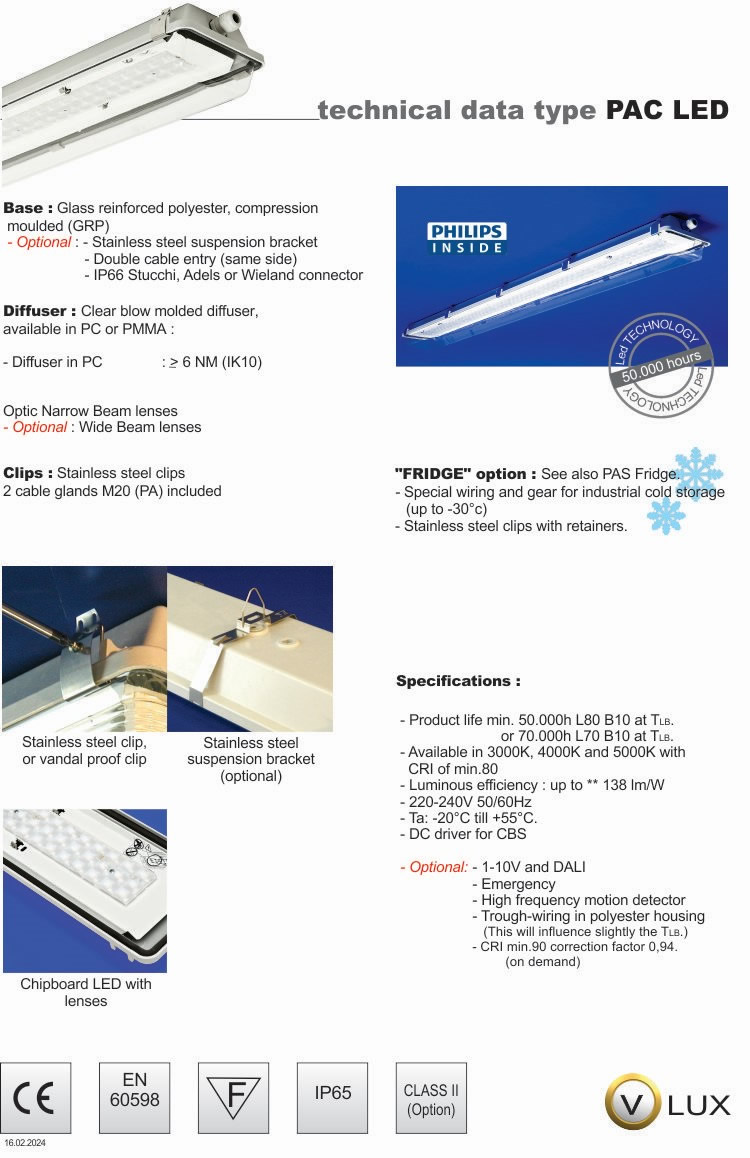 technical data type PAC LED
Base : Glass reinforced polyester, compression
moulded (GRP)
- Optional : - Stainless steel suspension bracket
- Double cable entry (same side)
- IP66 Stucchi, Adels or Wieland connector
Diffuser : Clear blow molded diffuser,
available in PC or PMMA :
- Diffuser in PC : ≥ 6 NM (IK10)
Optic Narrow Beam lenses
- Optional : Wide Beam lenses
Clips : Stainless steel clips
2 cable glands M20 (PA) included
PHILIPS
INSIDE
Led TECHNOLOGY
50.000 hours
Led TECHNOLOGY
"FRIDGE" option : See also PAS Fridge.
- Special wiring and gear for industrial cold storage
(up to -30°c)
- Stainless steel clips with retainers.
Stainless steel clip,
or vandal proof clip
Stainless steel
suspension bracket
(optional)
Chipboard LED with
lenses
Specifications :
- Product life min. 50.000h L80 B10 at TLB.
or 70.000h L70 B10 at TLB.
- Available in 3000K, 4000K and 5000K with
CRI of min.80
- Luminous efficiency : up to ** 138 lm/W
- 220-240V 50/60Hz
- Ta: -20°C till +55°C.
- DC driver for CBS
- Optional: - 1-10V and DALI
- Emergency
- High frequency motion detector
- Trough-wiring in polyester housing
(This will influence slightly the TLB.)
- CRI min.90 correction factor 0,94.
(on demand)
CE
EN
60598
F
IP65
CLASS II
(Option)
V LUX
16.02.2024